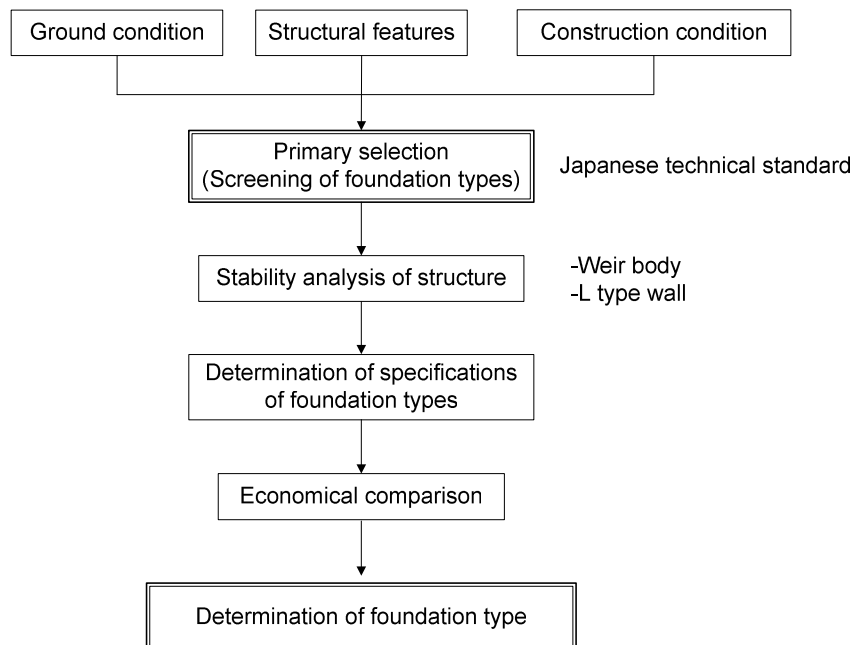 Ground condition
Structural features
Construction condition
Primary selection
(Screening of foundation types)
Japanese technical standard
Stability analysis of structure
-Weir body
-L type wall
Determination of specifications
of foundation types
Economical comparison
Determination of foundation type